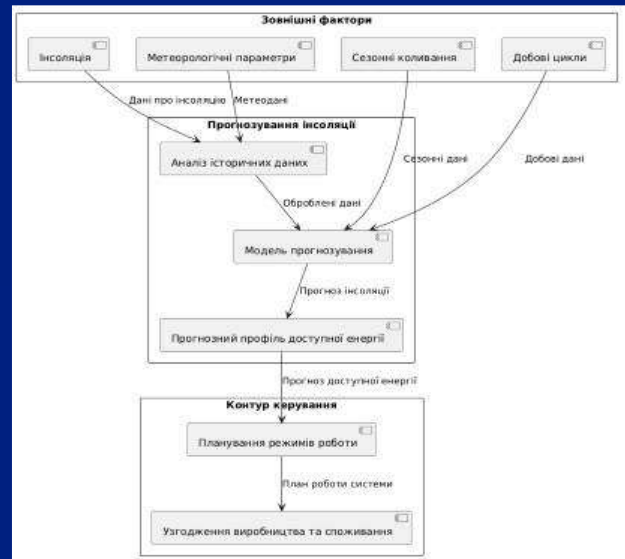 Зовнішні фактори
Інсоляція
Метеорологічні параметри
Сезонні коливання
Добові цикли
Дані про інсоляцію
Метеодані
Прогнозування інсоляції
Аналіз історичних даних
Сезонні дані
Добові дані
Оброблені дані
Модель прогнозування
Прогноз інсоляції
Прогнозний профіль доступної енергії
Прогноз доступної енергії
Контур керування
Планування режимів роботи
План роботи системи
Узгодження виробництва та споживання